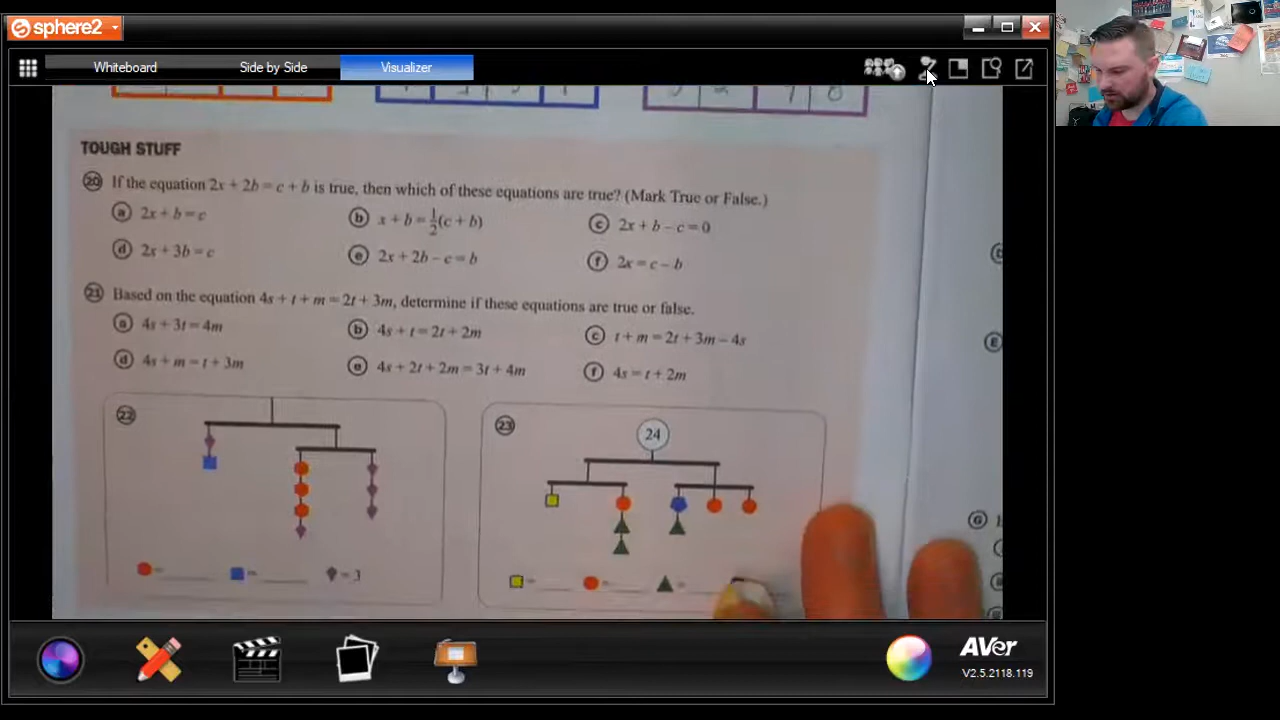 sphere2
Whiteboard Side by Side Visualizer
TOUGH STUFF
20 If the equation 2x + 2b = c + b is true, then which of these equations are true? (Mark True or False.)
a 2x + b = c b x + b = 1/2(c + b) c 2x + b − c = 0
d 2x + 3b = c e 2x + 2b − c = b f 2x = c − b
21 Based on the equation 4s + t + m = 2t + 3m, determine if these equations are true or false.
a 4s + 3t = 4m b 4s + t = 2t + 2m c t + m = 2t + 3m − 4s
d 4s + m = t + 3m e 4s + 2t + 2m = 3t + 4m f 4s = t + 2m
22 23
24
= = = 3 = = =
AVer
V2.5.2118.119